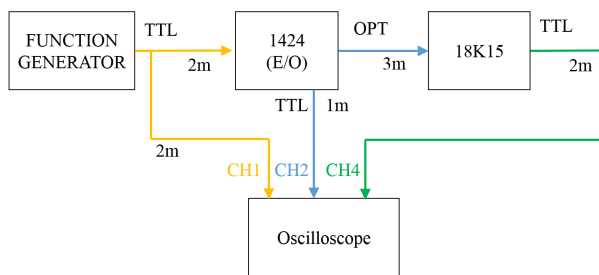 FUNCTION
GENERATOR
TTL
2m
2m
1424
(E/O)
OPT
3m
TTL 1m
18K15
TTL
2m
CH1 CH2 CH4
Oscilloscope